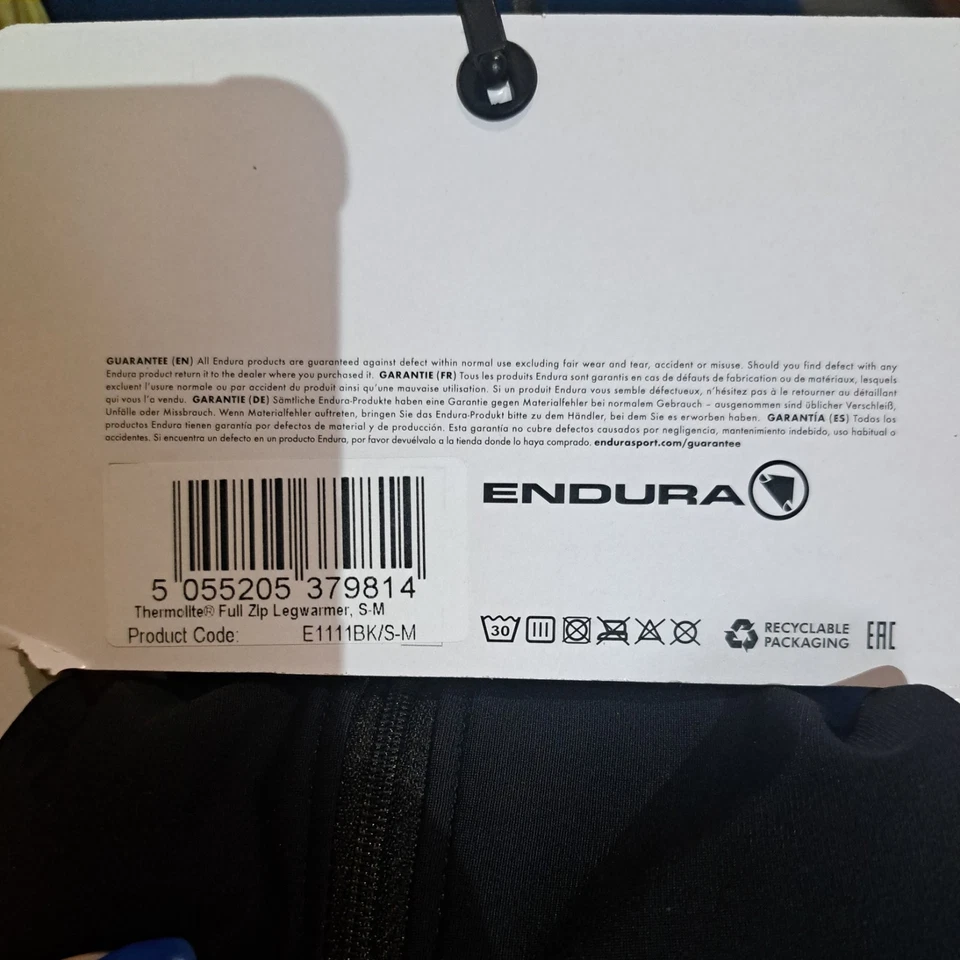 GUARANTEE (EN) All Endura products are guaranteed against defect within normal use excluding fair wear and tear, accident or misuse. Should you find defect with any
Endura product return it to the dealer where you purchased it. GARANTIE (FR) Tous les produits Endura sont garantis en cas de défauts de fabrication ou de matériaux, lesquels
excluent l'usure normale ou par accident du produit ainsi qu'une mauvaise utilisation. Si un produit Endura vous semble défectueux, n'hésitez pas à le retourner au détaillant
qui vous l'a vendu. GARANTIE (DE) Sämtliche Endura-Produkte haben eine Garantie gegen Materialfehler bei normalem Gebrauch – ausgenommen sind üblicher Verschleiß,
Unfälle oder Missbrauch. Wenn Materialfehler auftreten, bringen Sie das Endura-Produkt bitte zu dem Händler, bei dem Sie es erworben haben. GARANTÍA (ES) Todas los
productos Endura tienen garantía por defectos de material y de producción. Esta garantía no cubre defectos causados por negligencia, mantenimiento indebido, uso habitual o
accidentes. Si encuentra un defecto en un producto Endura, por favor devuélvalo a la tienda donde lo haya comprado. endurasport.com/guarantee
ENDURA
5 055205 379814
Thermolite® Full Zip Legwarmer, S-M
Product Code: E1111BK/S-M
30
RECYCLABLE
PACKAGING
EAC